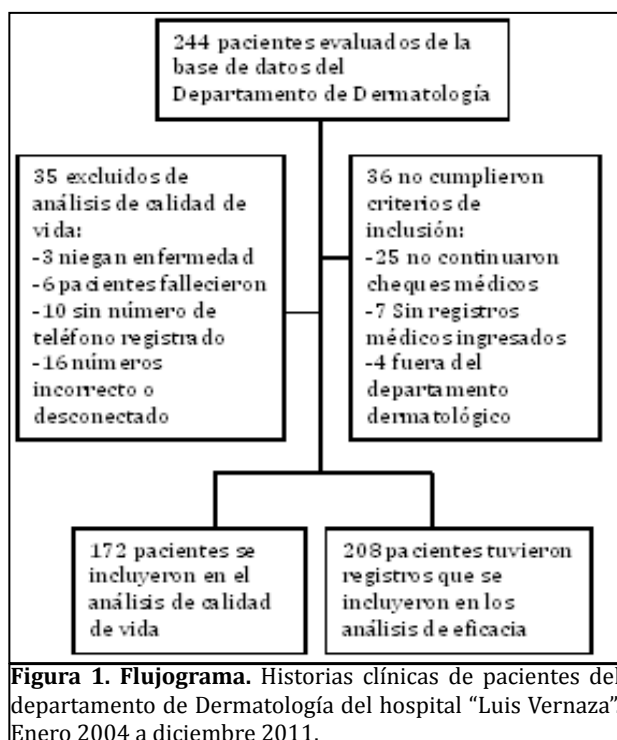 244 pacientes evaluados de la
base de datos del
Departamento de Dermatología
35 excluidos de
análisis de calidad de
vida:
-3 niegan enfermedad
-6 pacientes fallecieron
-10 sin número de
teléfono registrado
-16 números
incorrecto o
desconectado
36 no cumplieron
criterios de
inclusión:
-25 no continuaron
cheques médicos
-7 Sin registros
médicos ingresados
-4 fuera del
departamento
dermatológico
172 pacientes se
incluyeron en el
análisis de calidad
de vida
208 pacientes tuvieron
registros que se
incluyeron en los
análisis de eficacia
Figura 1. Flujograma. Historias clínicas de pacientes del
departamento de Dermatología del hospital “Luis Vernaza”.
Enero 2004 a diciembre 2011.